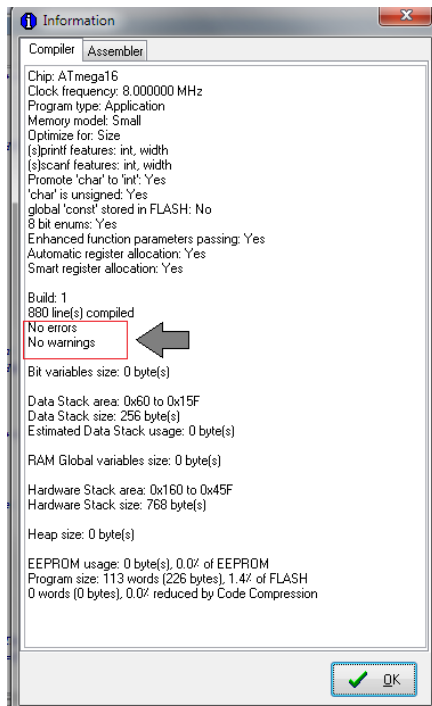 Information
Compiler Assembler
Chip: ATmega16
Clock frequency: 8.000000 MHz
Program type: Application
Memory model: Small
Optimize for: Size
(s)printf features: int, width
(s)scanf features: int, width
Promote 'char' to 'int': Yes
'char' is unsigned: Yes
global 'const' stored in FLASH: No
8 bit enums: Yes
Enhanced function parameters passing: Yes
Automatic register allocation: Yes
Smart register allocation: Yes
Build: 1
880 line(s) compiled
No errors
No warnings
Bit variables size: 0 byte(s)
Data Stack area: 0x60 to 0x15F
Data Stack size: 256 byte(s)
Estimated Data Stack usage: 0 byte(s)
RAM Global variables size: 0 byte(s)
Hardware Stack area: 0x160 to 0x45F
Hardware Stack size: 768 byte(s)
Heap size: 0 byte(s)
EEPROM usage: 0 byte(s), 0.0% of EEPROM
Program size: 113 words (226 bytes), 1.4% of FLASH
0 words (0 bytes), 0.0% reduced by Code Compression
OK